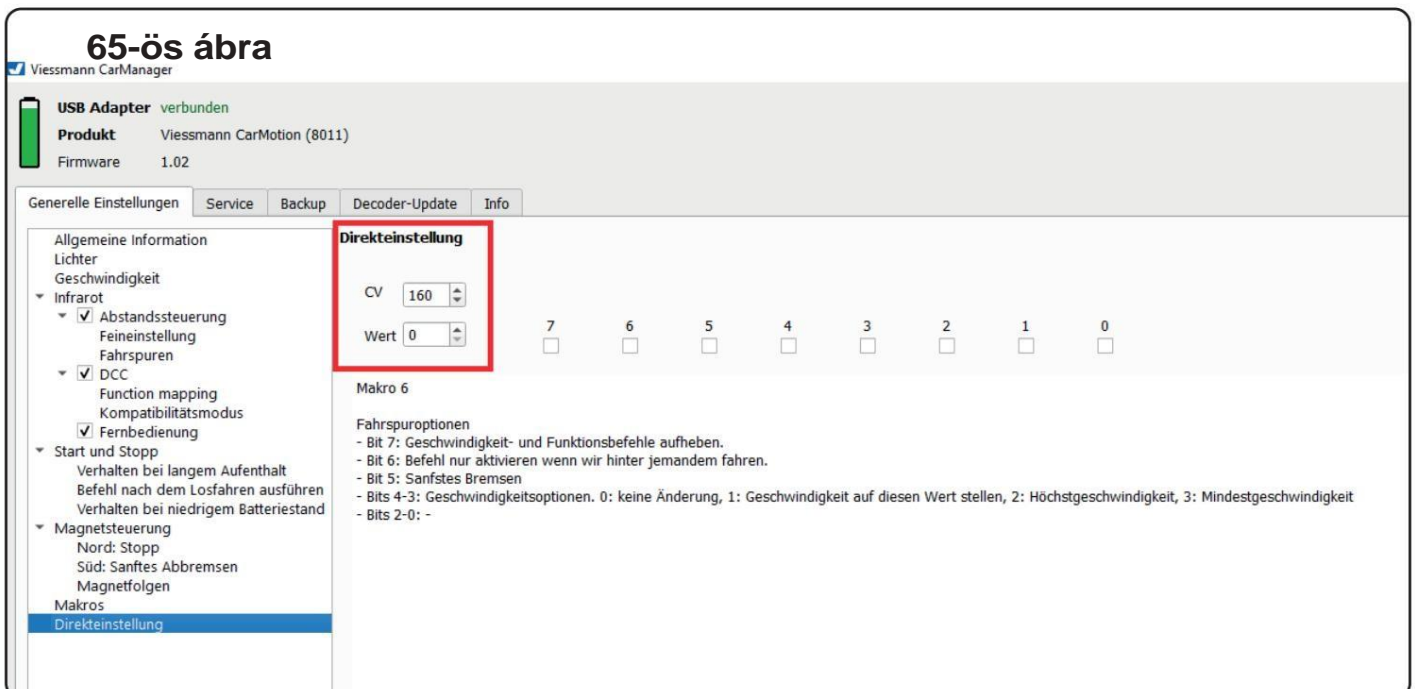 65-ös ábra
Viessmann CarManager
USB Adapter verbunden
Produkt Viessmann CarMotion (8011)
Firmware 1.02
Generelle Einstellungen Service Backup Decoder-Update Info
Allgemeine Information
Lichter
Geschwindigkeit
Infrarot
Abstandssteuerung
Feineinstellung
Fahrspuren
DCC
Function mapping
Kompatibilitätsmodus
Fernbedienung
Start und Stopp
Verhalten bei langem Aufenthalt
Befehl nach dem Losfahren ausführen
Verhalten bei niedrigem Batteriestand
Magnetsteuerung
Nord: Stopp
Süd: Sanftes Abbremsen
Magnetfolgen
Makros
Direkteinstellung
Direkteinstellung
CV 160
Wert 0 7 6 5 4 3 2 1 0
Makro 6
Fahrspuroptionen
- Bit 7: Geschwindigkeit- und Funktionsbefehle aufheben.
- Bit 6: Befehl nur aktivieren wenn wir hinter jemandem fahren.
- Bit 5: Sanfstes Bremsen
- Bits 4-3: Geschwindigkeitsoptionen. 0: keine Änderung, 1: Geschwindigkeit auf diesen Wert stellen, 2: Höchstgeschwindigkeit, 3: Mindestgeschwindigkeit
- Bits 2-0: -